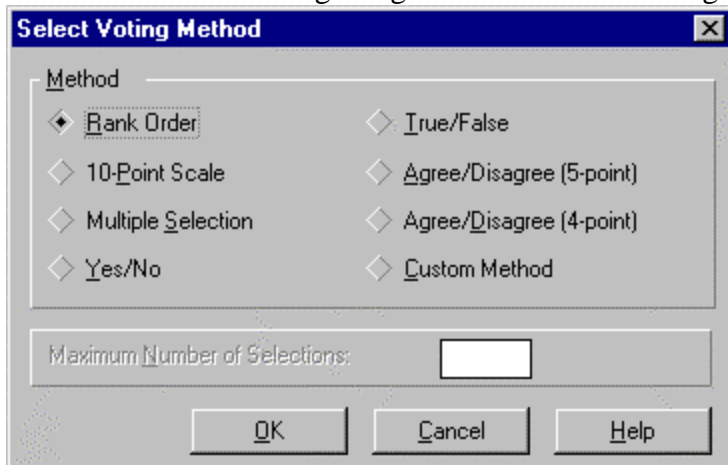 Select Voting Method
Method
Rank Order
True/False
10-Point Scale
Agree/Disagree (5-point)
Multiple Selection
Agree/Disagree (4-point)
Yes/No
Custom Method
Maximum Number of Selections:
OK
Cancel
Help